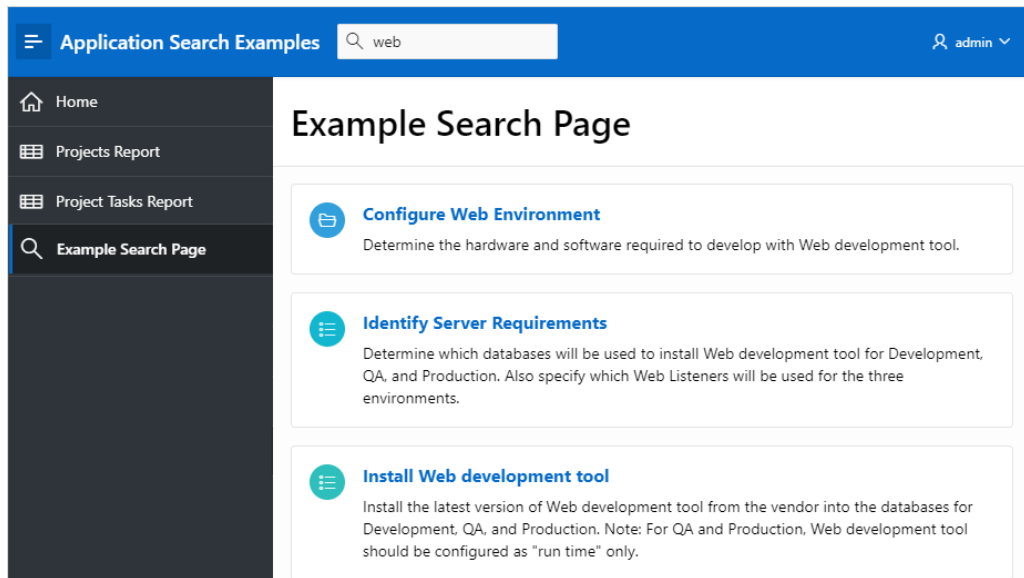 Application Search Examples
web
admin
Home
Projects Report
Project Tasks Report
Example Search Page
Example Search Page
Configure Web Environment
Determine the hardware and software required to develop with Web development tool.
Identify Server Requirements
Determine which databases will be used to install Web development tool for Development,
QA, and Production. Also specify which Web Listeners will be used for the three
environments.
Install Web development tool
Install the latest version of Web development tool from the vendor into the databases for
Development, QA, and Production. Note: For QA and Production, Web development tool
should be configured as "run time" only.